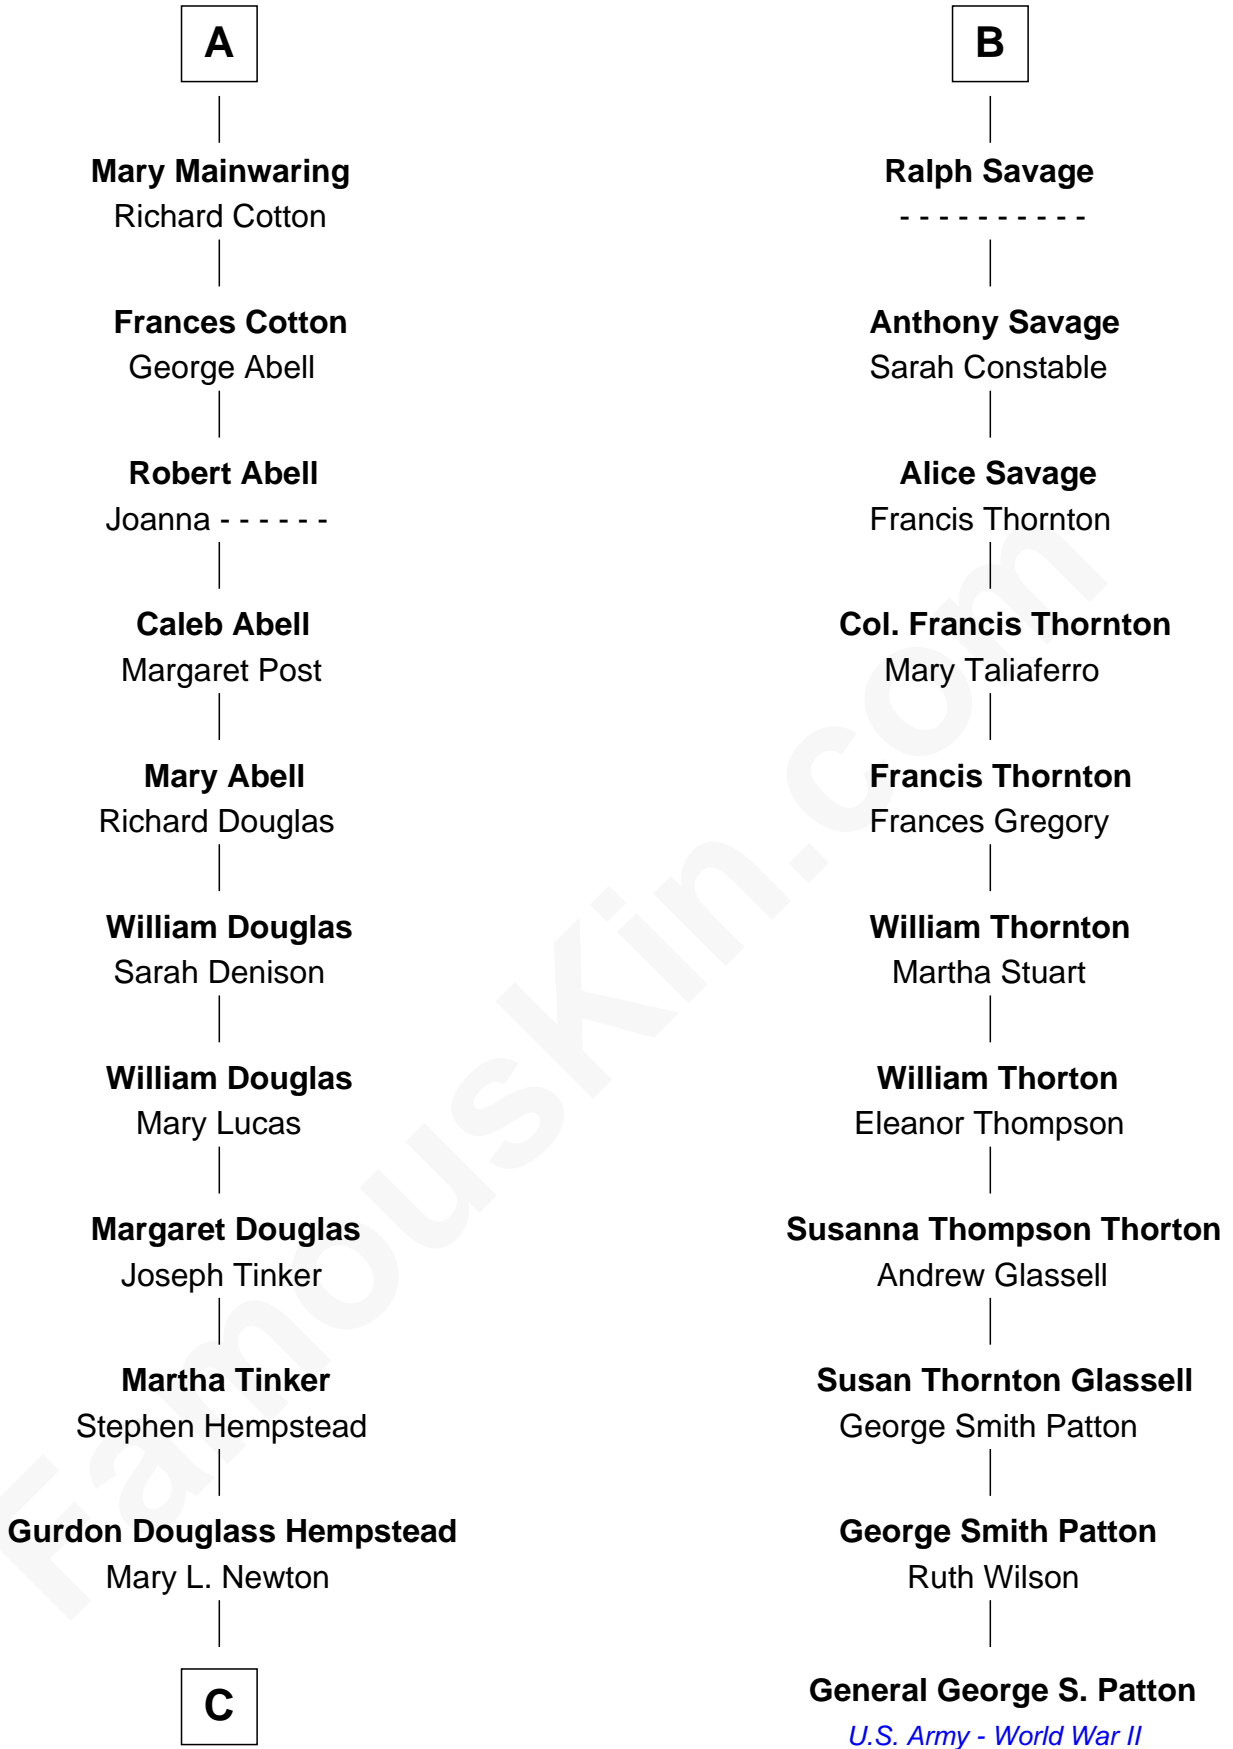 A
Mary Mainwaring
Richard Cotton
Frances Cotton
George Abell
Robert Abell
Joanna - - - - - -
Caleb Abell
Margaret Post
Mary Abell
Richard Douglas
William Douglas
Sarah Denison
William Douglas
Mary Lucas
Margaret Douglas
Joseph Tinker
Martha Tinker
Stephen Hempstead
Gurdon Douglass Hempstead
Mary L. Newton
C
B
Ralph Savage
- - - - - - - - - -
Anthony Savage
Sarah Constable
Alice Savage
Francis Thornton
Col. Francis Thornton
Mary Taliaferro
Francis Thornton
Frances Gregory
William Thornton
Martha Stuart
William Thorton
Eleanor Thompson
Susanna Thompson Thorton
Andrew Glassell
Susan Thornton Glassell
George Smith Patton
George Smith Patton
Ruth Wilson
General George S. Patton
U.S. Army - World War II
FamousKin.com